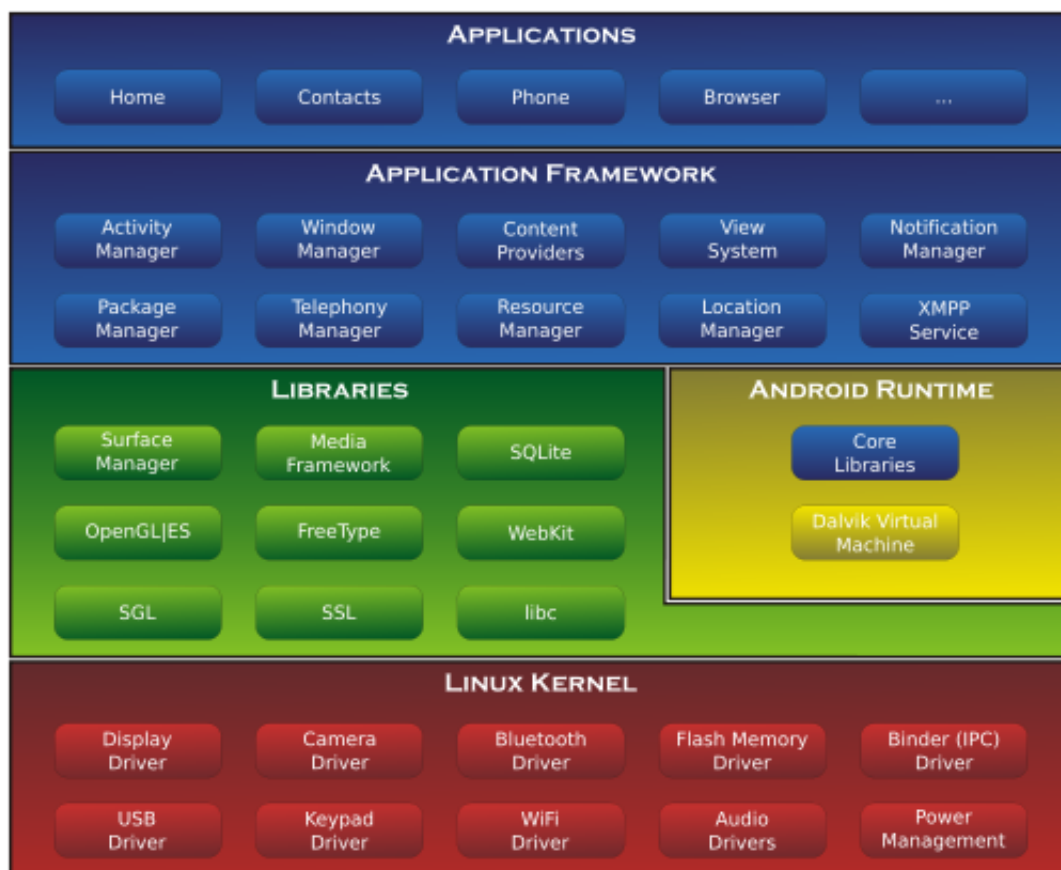 APPLICATIONS
Home
Contacts
Phone
Browser
...
APPLICATION FRAMEWORK
Activity
Manager
Window
Manager
Content
Providers
View
System
Notification
Manager
Package
Manager
Telephony
Manager
Resource
Manager
Location
Manager
XMPP
Service
LIBRARIES
Surface
Manager
Media
Framework
SQLite
OpenGL|ES
FreeType
WebKit
SGL
SSL
libc
ANDROID RUNTIME
Core
Libraries
Dalvik Virtual
Machine
LINUX KERNEL
Display
Driver
Camera
Driver
Bluetooth
Driver
Flash Memory
Driver
Binder (IPC)
Driver
USB
Driver
Keypad
Driver
WiFi
Driver
Audio
Drivers
Power
Management